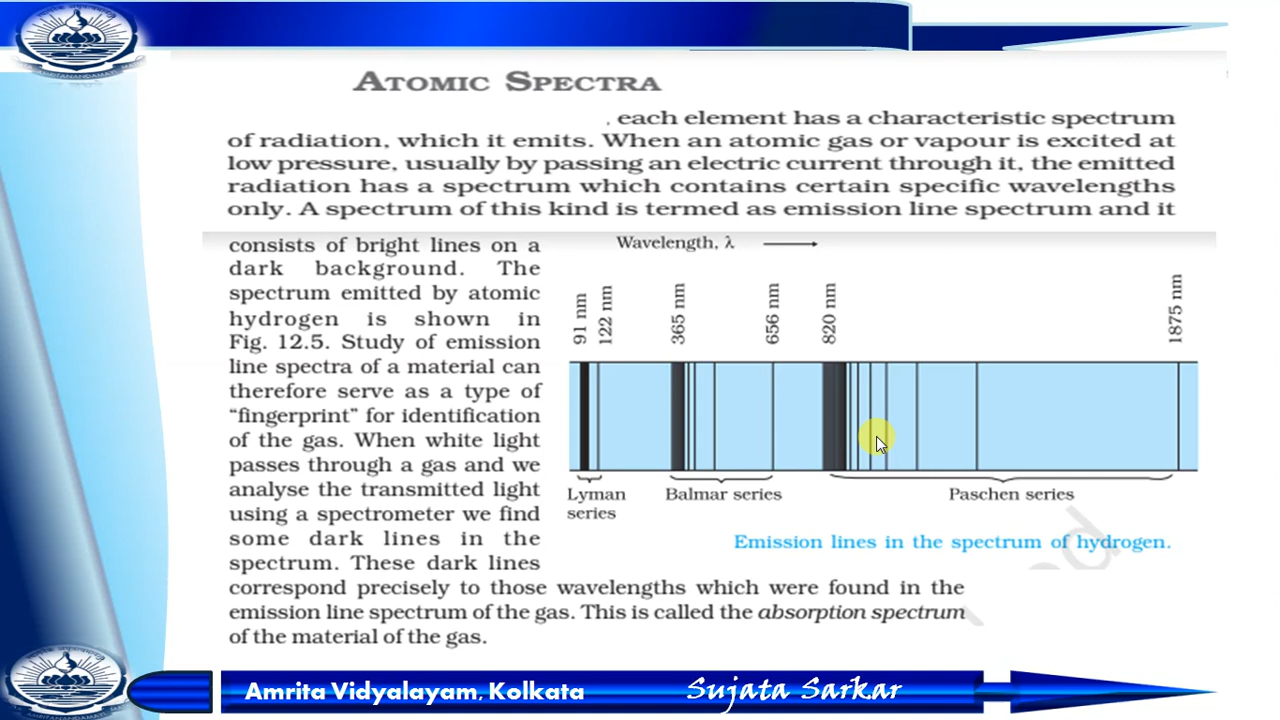 ATOMIC SPECTRA
, each element has a characteristic spectrum
of radiation, which it emits. When an atomic gas or vapour is excited at
low pressure, usually by passing an electric current through it, the emitted
radiation has a spectrum which contains certain specific wavelengths
only. A spectrum of this kind is termed as emission line spectrum and it
consists of bright lines on a
dark background. The
spectrum emitted by atomic
hydrogen is shown in
Fig. 12.5. Study of emission
line spectra of a material can
therefore serve as a type of
“fingerprint” for identification
of the gas. When white light
passes through a gas and we
analyse the transmitted light
using a spectrometer we find
some dark lines in the
spectrum. These dark lines
correspond precisely to those wavelengths which were found in the
emission line spectrum of the gas. This is called the absorption spectrum
of the material of the gas.
Wavelength, λ
91 nm
122 nm
365 nm
656 nm
820 nm
1875 nm
Lyman
series
Balmar series
Paschen series
Emission lines in the spectrum of hydrogen.
Amrita Vidyalayam, Kolkata
Sujata Sarkar